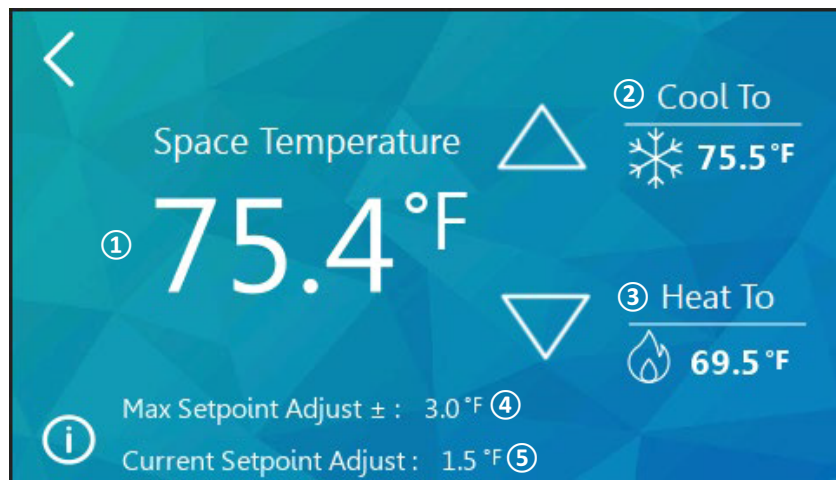 ② Cool To
Space Temperature
75.5°F
① 75.4°F
③ Heat To
69.5°F
Max Setpoint Adjust ± : 3.0°F ④
i
Current Setpoint Adjust : 1.5 °F ⑤